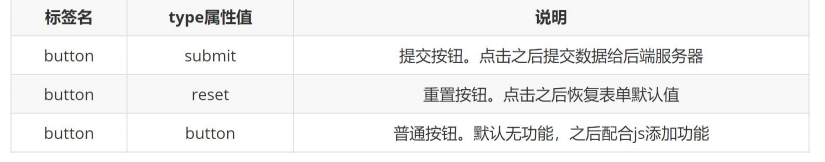 标签名 type属性值 说明
button submit 提交按钮。点击之后提交数据给后端服务器
button reset 重置按钮。点击之后恢复表单默认值
button button 普通按钮。默认无功能，之后配合js添加功能